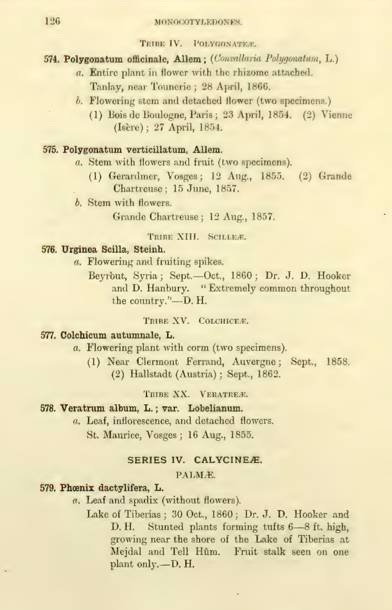 126 MONOCOTYLEDONES.
TRIBE IV. POLYGONATEÆ.
574. Polygonatum officinale, Allem; (Convallaria Polygonatum, L.)
a. Entire plant in flower with the rhizome attached.
Tanlay, near Tonnerie; 28 April, 1866.
b. Flowering stem and detached flower (two specimens.)
(1) Bois de Boulogne, Paris; 23 April, 1854. (2) Vienne
(Isère); 27 April, 1854.
575. Polygonatum verticillatum, Allem.
a. Stem with flowers and fruit (two specimens).
(1) Gerardmer, Vosges; 12 Aug., 1855. (2) Grande
Chartreuse; 15 June, 1857.
b. Stem with flowers.
Grande Chartreuse; 12 Aug., 1857.
TRIBE XIII. SCILLEÆ.
576. Urginea Scilla, Steinh.
a. Flowering and fruiting spikes.
Beyrout, Syria; Sept.—Oct., 1860; Dr. J. D. Hooker
and D. Hanbury. "Extremely common throughout
the country."—D. H.
TRIBE XV. COLCHICEÆ.
577. Colchicum autumnale, L.
a. Flowering plant with corm (two specimens).
(1) Near Clermont Ferrand, Auvergne; Sept., 1858.
(2) Hallstadt (Austria); Sept., 1862.
TRIBE XX. VERATREÆ.
578. Veratrum album, L.; var. Lobelianum.
a. Leaf, inflorescence, and detached flowers.
St. Maurice, Vosges; 16 Aug., 1855.
SERIES IV. CALYCINEÆ.
PALMÆ.
579. Phœnix dactylifera, L.
a. Leaf and spadix (without flowers).
Lake of Tiberias; 30 Oct., 1860; Dr. J. D. Hooker and
D. H. Stunted plants forming tufts 6—8 ft. high,
growing near the shore of the Lake of Tiberias at
Mejdal and Tell Hûm. Fruit stalk seen on one
plant only.—D. H.